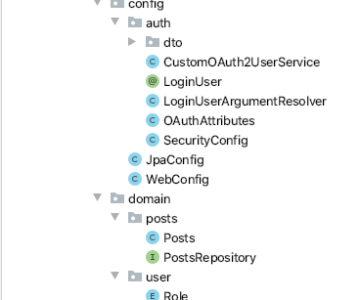 config
auth
dto
CustomOAuth2UserService
LoginUser
LoginUserArgumentResolver
OAuthAttributes
SecurityConfig
JpaConfig
WebConfig
domain
posts
Posts
PostsRepository
user
Role